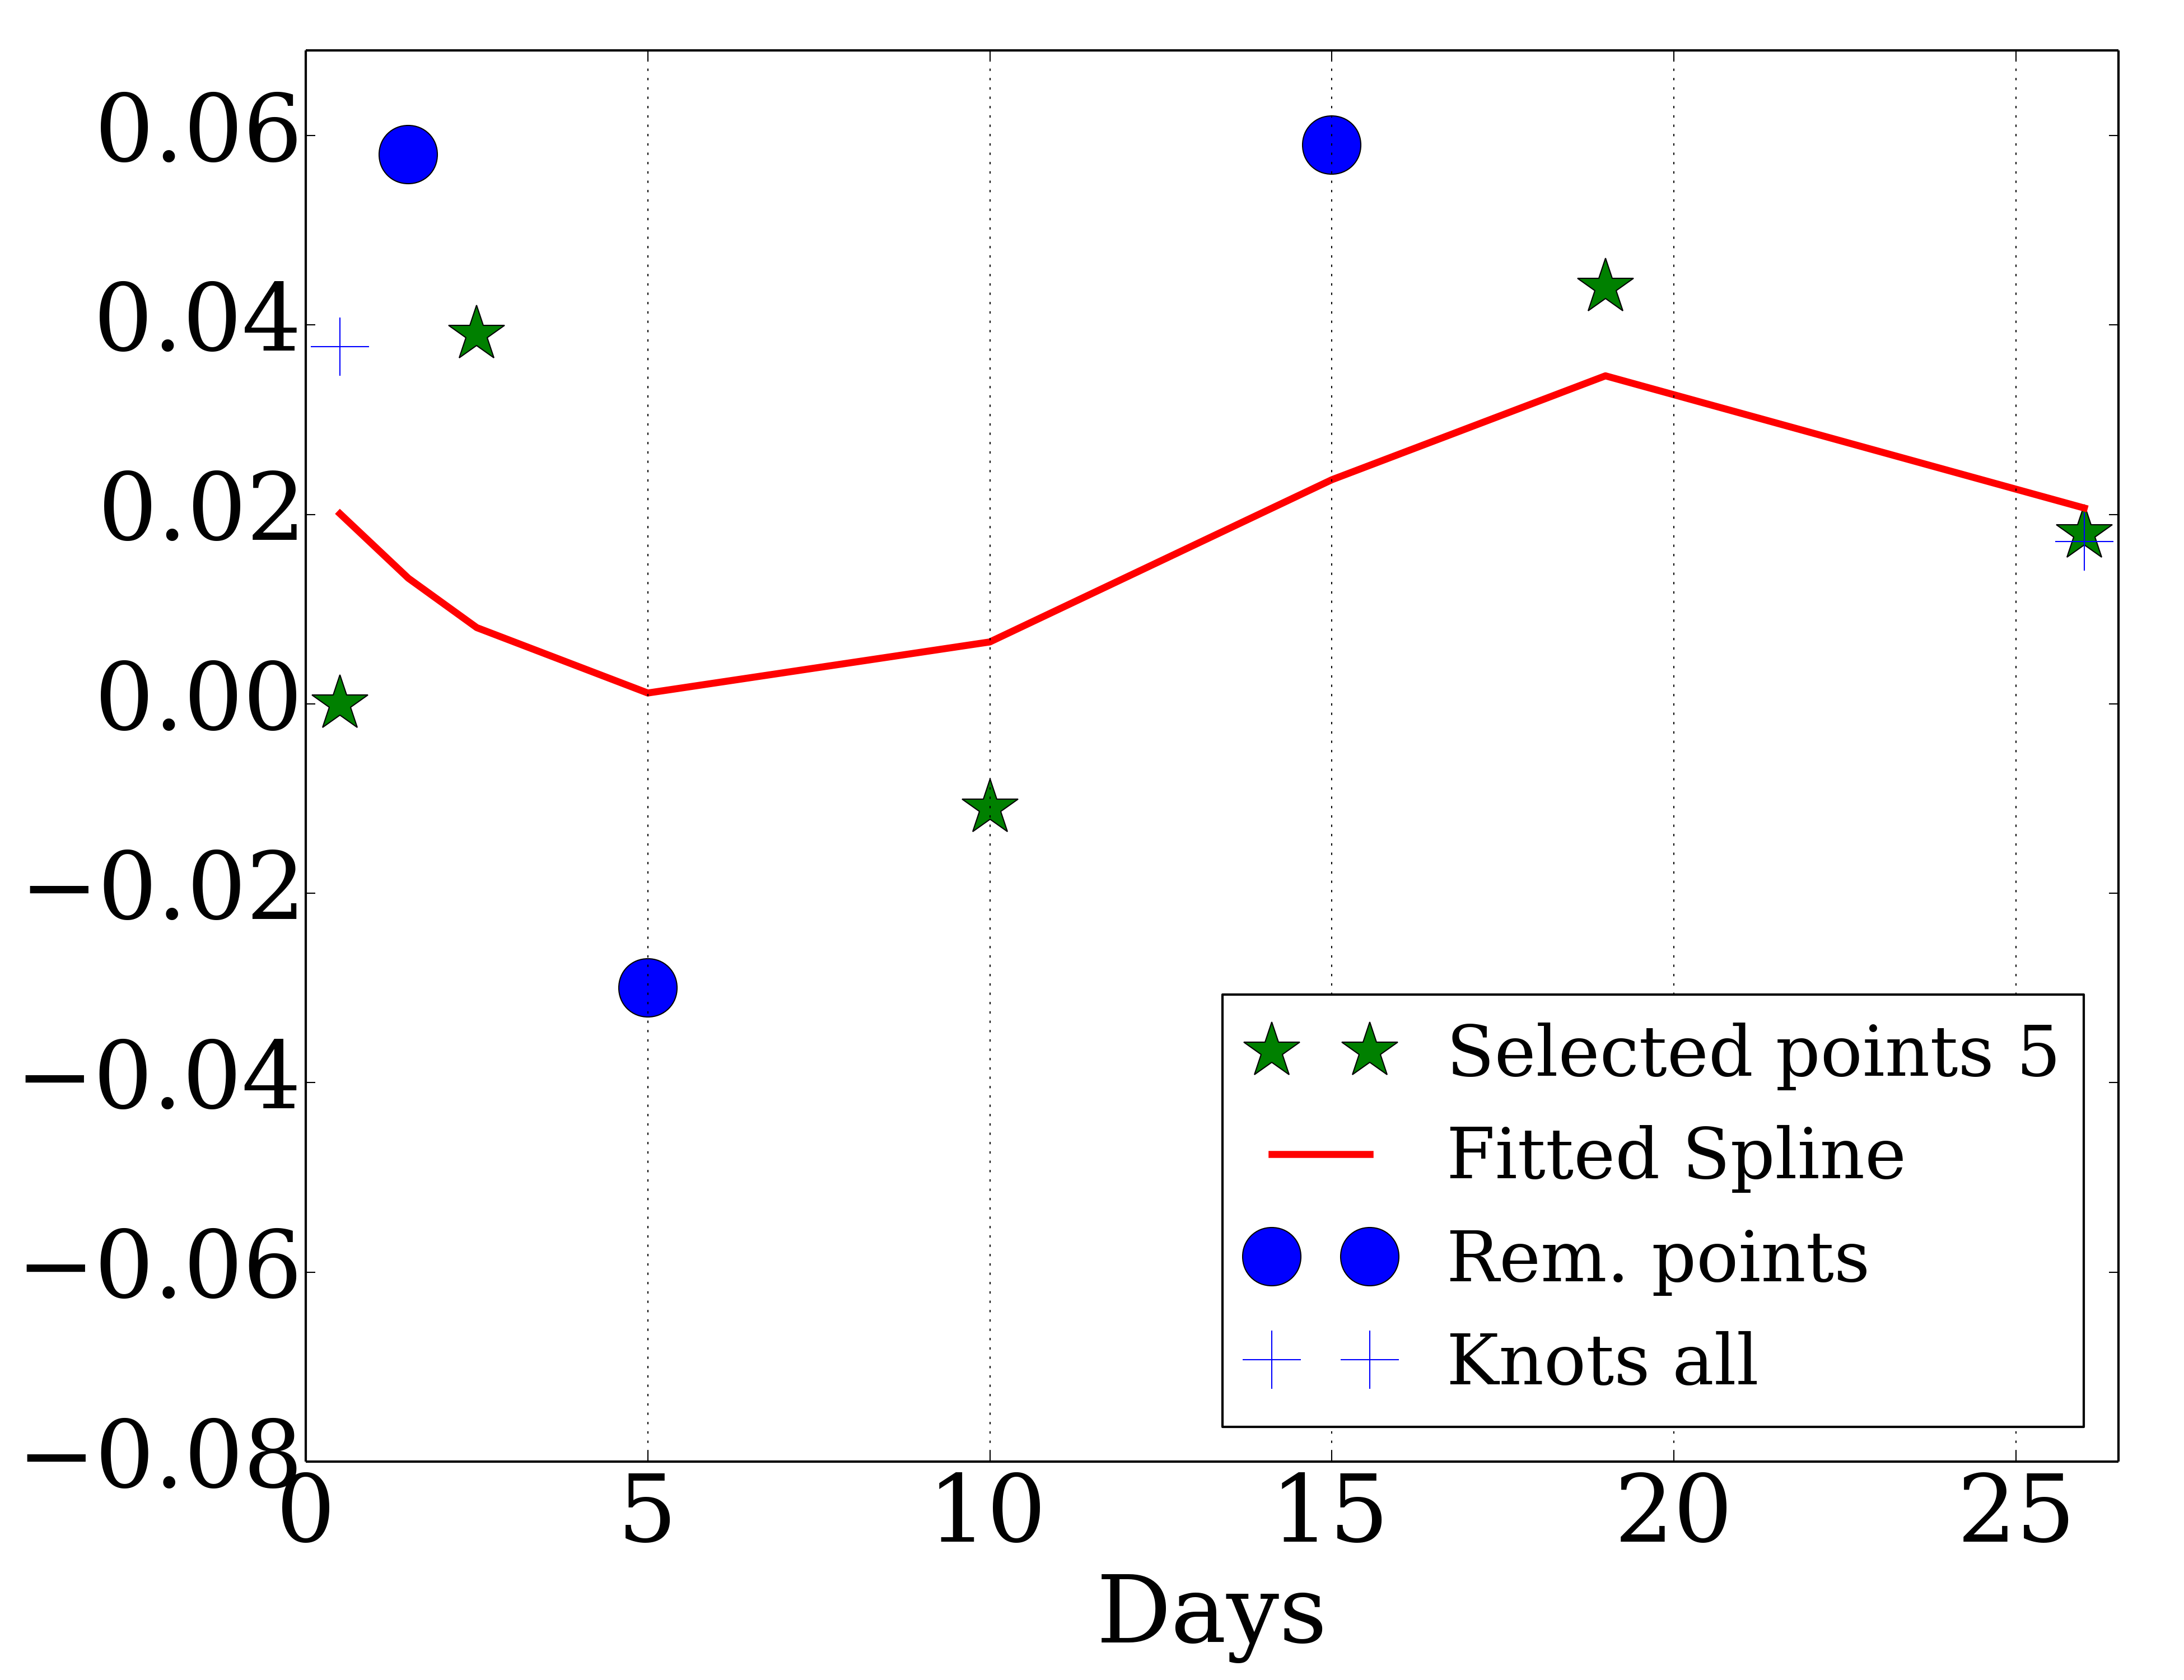 0.06
0.04
0.02
0.00
−0.02
−0.04
−0.06
−0.08
0 5 10 15 20 25
Days
Selected points 5
Fitted Spline
Rem. points
Knots all